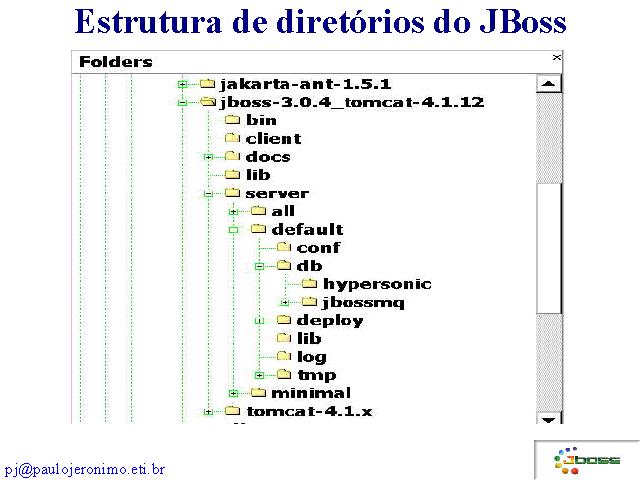 Estrutura de diretórios do JBoss
Folders
jakarta-ant-1.5.1
jboss-3.0.4_tomcat-4.1.12
bin
client
docs
lib
server
all
default
conf
db
hypersonic
jbossmq
deploy
lib
log
tmp
minimal
tomcat-4.1.x
pj@paulojeronimo.eti.br
JBoss